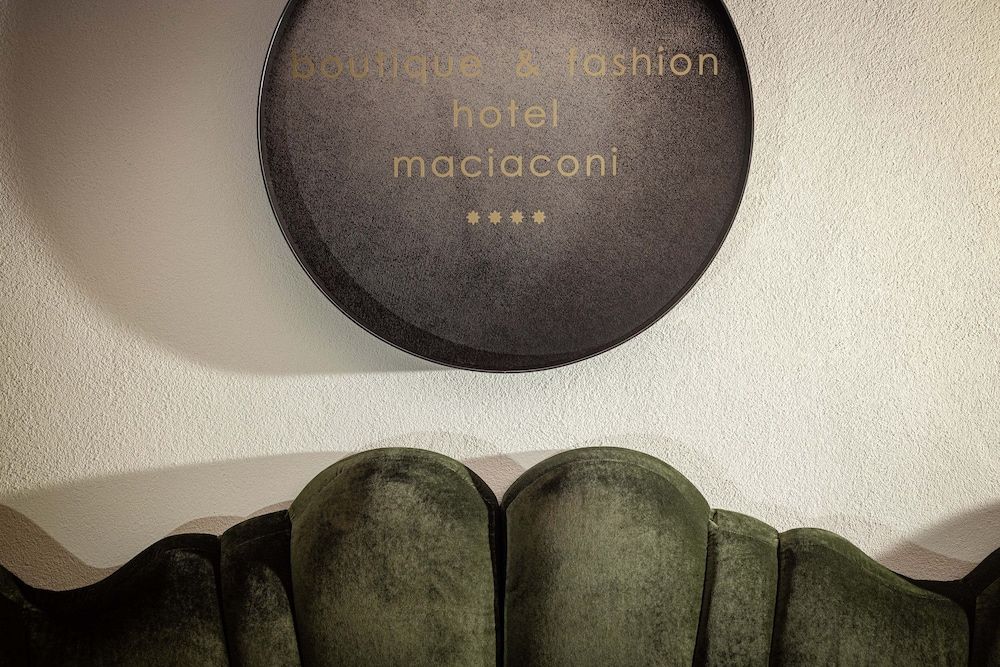 boutique & fashion
hotel
maciaconi